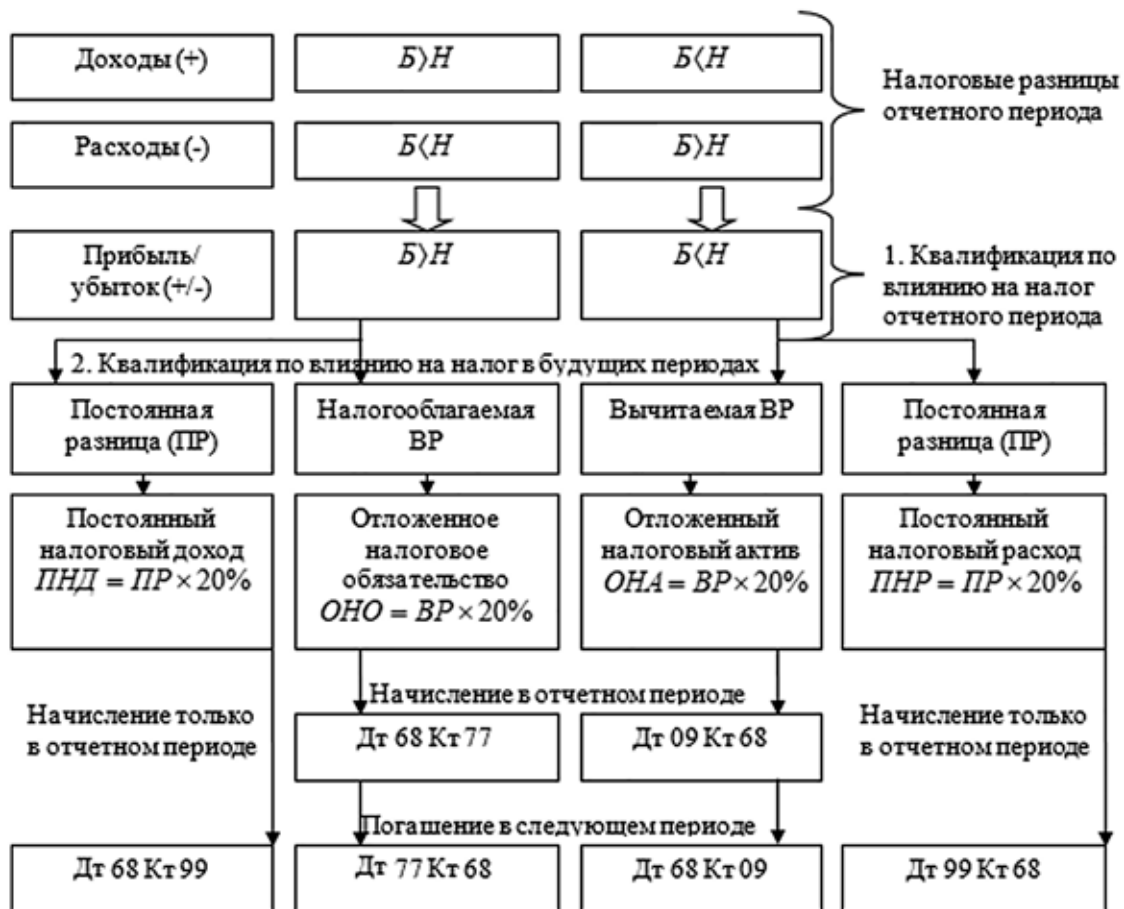 Доходы (+)
Б⟩Н
Б⟨Н
Налоговые разницы
отчетного периода
Расходы (-)
Б⟨Н
Б⟩Н
Прибыль/
убыток (+/-)
Б⟩Н
Б⟨Н
1. Квалификация по
влиянию на налог
отчетного периода
2. Квалификация по влиянию на налог в будущих периодах
Постоянная
разница (ПР)
Налогооблагаемая
ВР
Вычитаемая ВР
Постоянная
разница (ПР)
Постоянный
налоговый доход
ПНД = ПР × 20%
Отложенное
налоговое
обязательство
ОНО = ВР × 20%
Отложенный
налоговый актив
ОНА = ВР × 20%
Постоянный
налоговый расход
ПНР = ПР × 20%
Начисление только
в отчетном периоде
Начисление в отчетном периоде
Дт 68 Кт 77
Дт 09 Кт 68
Начисление только
в отчетном периоде
Погашение в следующем периоде
Дт 68 Кт 99
Дт 77 Кт 68
Дт 68 Кт 09
Дт 99 Кт 68